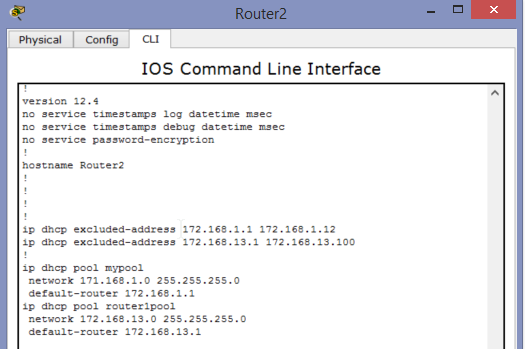 Router2
Physical Config CLI
IOS Command Line Interface
!
version 12.4
no service timestamps log datetime msec
no service timestamps debug datetime msec
no service password-encryption
!
hostname Router2
!
!
!
!
ip dhcp excluded-address 172.168.1.1 172.168.1.12
ip dhcp excluded-address 172.168.13.1 172.168.13.100
!
ip dhcp pool mypool
network 171.168.1.0 255.255.255.0
default-router 172.168.1.1
ip dhcp pool router1pool
network 172.168.13.0 255.255.255.0
default-router 172.168.13.1